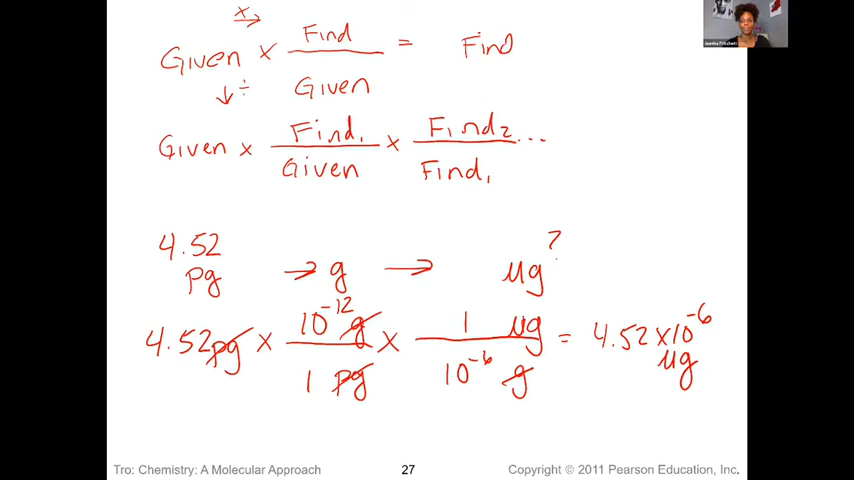 x
Given x Find / Given = Find
↓ ÷
Given x Find₁ / Given x Find₂ / Find₁ ...
4.52 pg → g → µg?
4.52 pg x 10⁻¹² g / 1 pg x 1 µg / 10⁻⁶ g = 4.52 x 10⁻⁶ µg
Tro: Chemistry: A Molecular Approach
27
Copyright © 2011 Pearson Education, Inc.